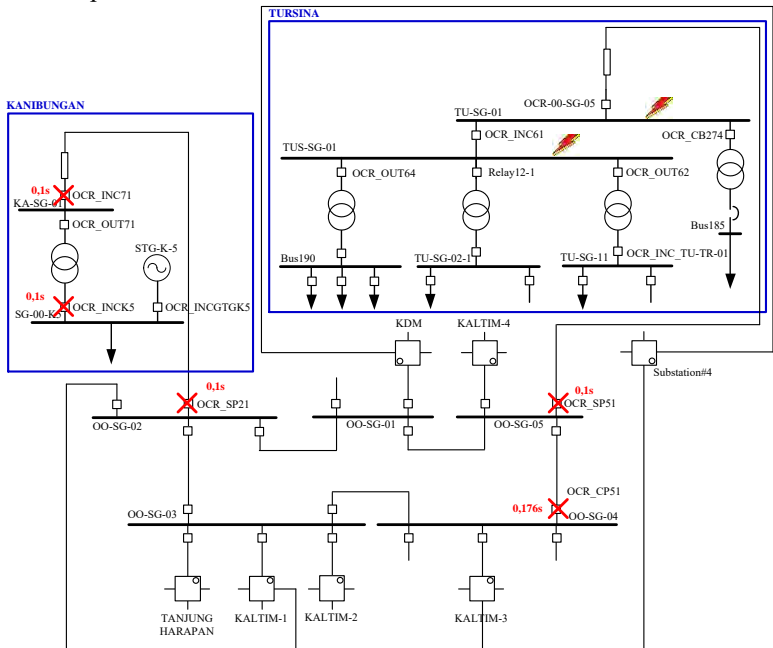 TURSINA
KANIBUNGAN
OCR-00-SG-05
TU-SG-01
OCR_INC61
OCR_CB274
TUS-SG-01
OCR_OUT64
Relay12-1
OCR_OUT62
0,1s
OCR_INC71
KA-SG-01
OCR_OUT71
STG-K-5
Bus185
Bus190
TU-SG-02-1
TU-SG-11
OCR_INC_TU-TR-01
0,1s
OCR_INCK5
OCR_INCGTGK5
SG-00-K5
KDM
KALTIM-4
Substation#4
0,1s
OCR_SP21
0,1s
OCR_SP51
OO-SG-02
OO-SG-01
OO-SG-05
OCR_CP51
0,176s
OO-SG-03
OO-SG-04
TANJUNG
HARAPAN
KALTIM-1
KALTIM-2
KALTIM-3